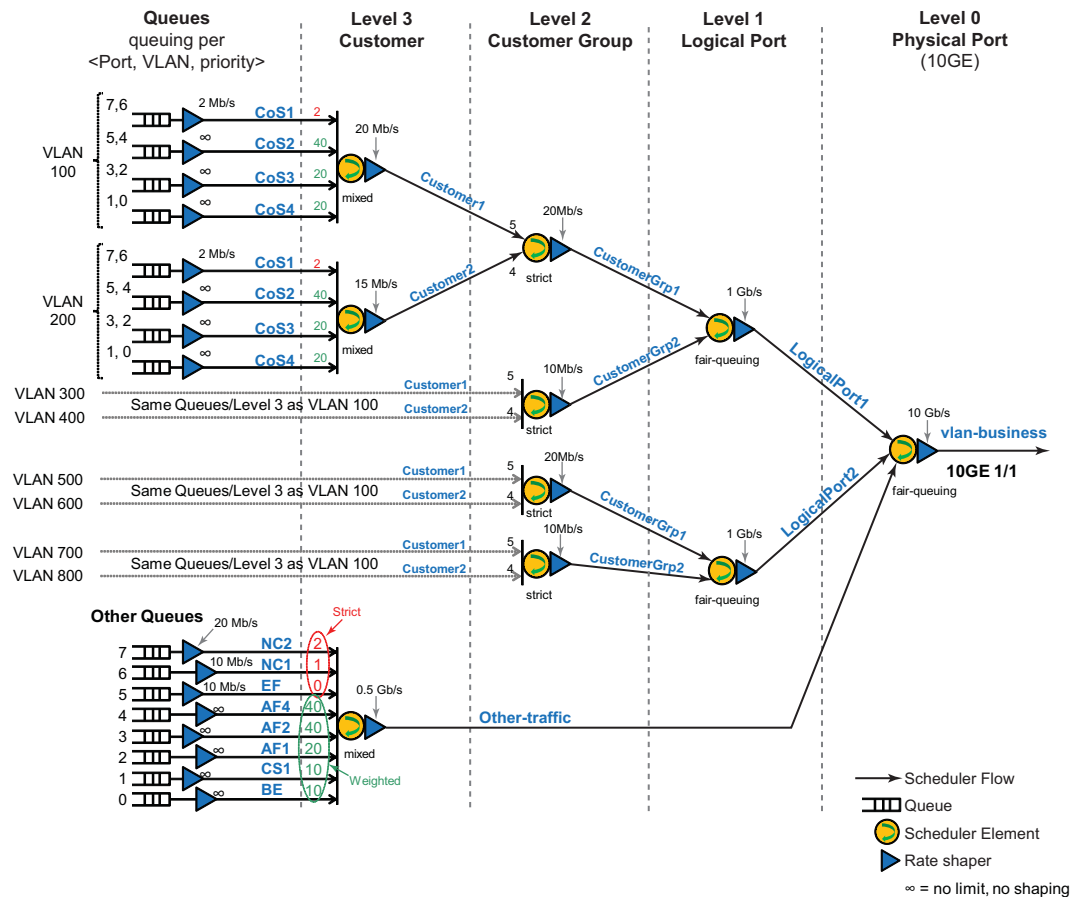 Queues
queuing per
<Port, VLAN, priority>
Level 3
Customer
Level 2
Customer Group
Level 1
Logical Port
Level 0
Physical Port
(10GE)
VLAN
100
7,6
2 Mb/s
CoS1
2
5,4
∞
CoS2
40
3,2
∞
CoS3
20
1,0
∞
CoS4
20
20 Mb/s
mixed
Customer1
VLAN
200
7,6
2 Mb/s
CoS1
2
5, 4
∞
CoS2
40
3, 2
∞
CoS3
20
1, 0
∞
CoS4
20
15 Mb/s
mixed
Customer2
5
4
20Mb/s
strict
CustomerGrp1
VLAN 300
Customer1
Same Queues/Level 3 as VLAN 100
VLAN 400
Customer2
5
4
10Mb/s
strict
CustomerGrp2
1 Gb/s
fair-queuing
LogicalPort1
VLAN 500
Customer1
Same Queues/Level 3 as VLAN 100
VLAN 600
Customer2
5
4
20Mb/s
strict
CustomerGrp1
VLAN 700
Customer1
Same Queues/Level 3 as VLAN 100
VLAN 800
Customer2
5
4
10Mb/s
strict
CustomerGrp2
1 Gb/s
fair-queuing
LogicalPort2
10 Gb/s
vlan-business
10GE 1/1
fair-queuing
Other Queues
Strict
20 Mb/s
7
NC2
2
6
10 Mb/s
NC1
1
5
10 Mb/s
EF
0
4
∞
AF4
40
3
∞
AF2
40
2
∞
AF1
20
1
∞
CS1
10
0
∞
BE
10
Weighted
0.5 Gb/s
mixed
Other-traffic
Scheduler Flow
Queue
Scheduler Element
Rate shaper
∞ = no limit, no shaping